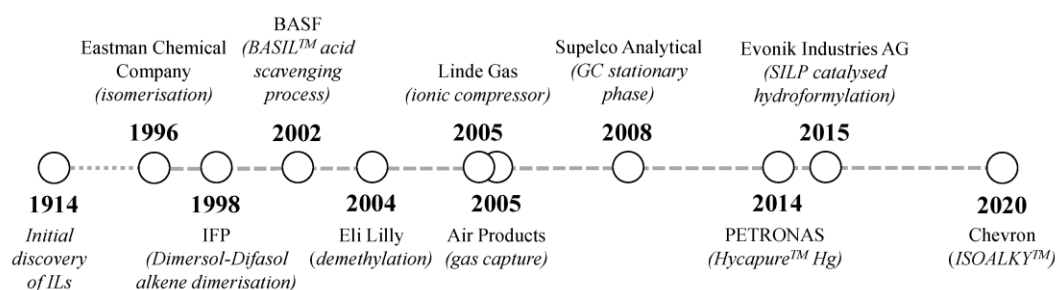 Eastman Chemical
Company
(isomerisation)
1996
BASF
(BASIL™ acid
scavenging
process)
2002
Linde Gas
(ionic compressor)
2005
Supelco Analytical
(GC stationary
phase)
2008
Evonik Industries AG
(SILP catalysed
hydroformylation)
2015
1914
Initial
discovery
of ILs
1998
IFP
(Dimersol-Difasol
alkene dimerisation)
2004
Eli Lilly
(demethylation)
2005
Air Products
(gas capture)
2014
PETRONAS
(Hycapure™ Hg)
2020
Chevron
(ISOALKY™)